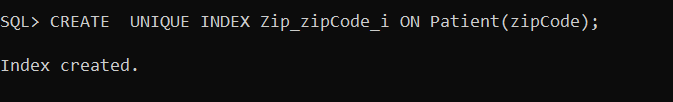 SQL> CREATE  UNIQUE INDEX Zip_zipCode_i ON Patient(zipCode);
Index created.